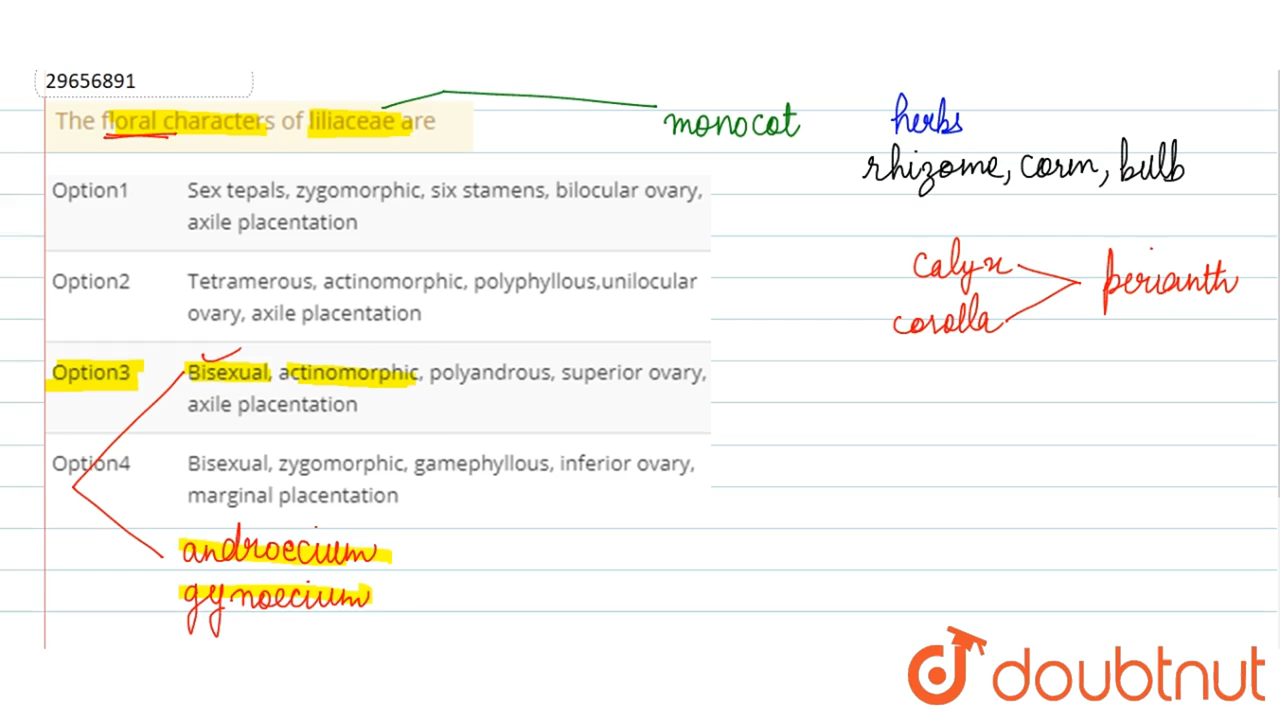 29656891
The floral characters of liliaceae are
monocot
herbs
rhizome, corm, bulb
Option1 Sex tepals, zygomorphic, six stamens, bilocular ovary,
axile placentation
calyx
corolla
perianth
Option2 Tetramerous, actinomorphic, polyphyllous,unilocular
ovary, axile placentation
Option3 Bisexual, actinomorphic, polyandrous, superior ovary,
axile placentation
Option4 Bisexual, zygomorphic, gamephyllous, inferior ovary,
marginal placentation
androecium
gynoecium
doubtnut